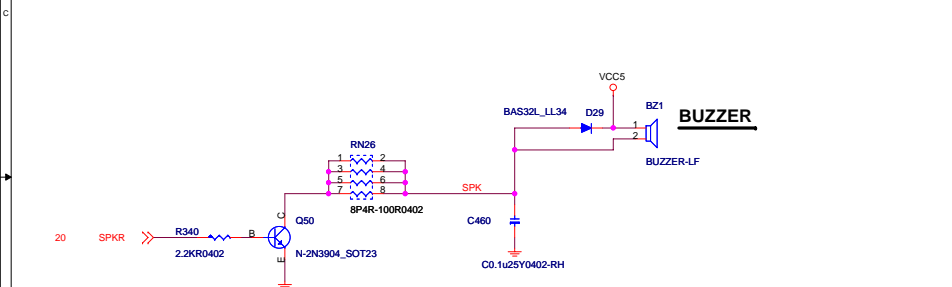 C
VCC5
BAS32L_LL34 D29 BZ1
BUZZER
1
2
BUZZER-LF
RN26
1 2
3 4
5 6
7 8
SPK
8P4R-100R0402
C
Q50
C460
20 SPKR R340 B
2.2KR0402 N-2N3904_SOT23
E
C0.1u25Y0402-RH